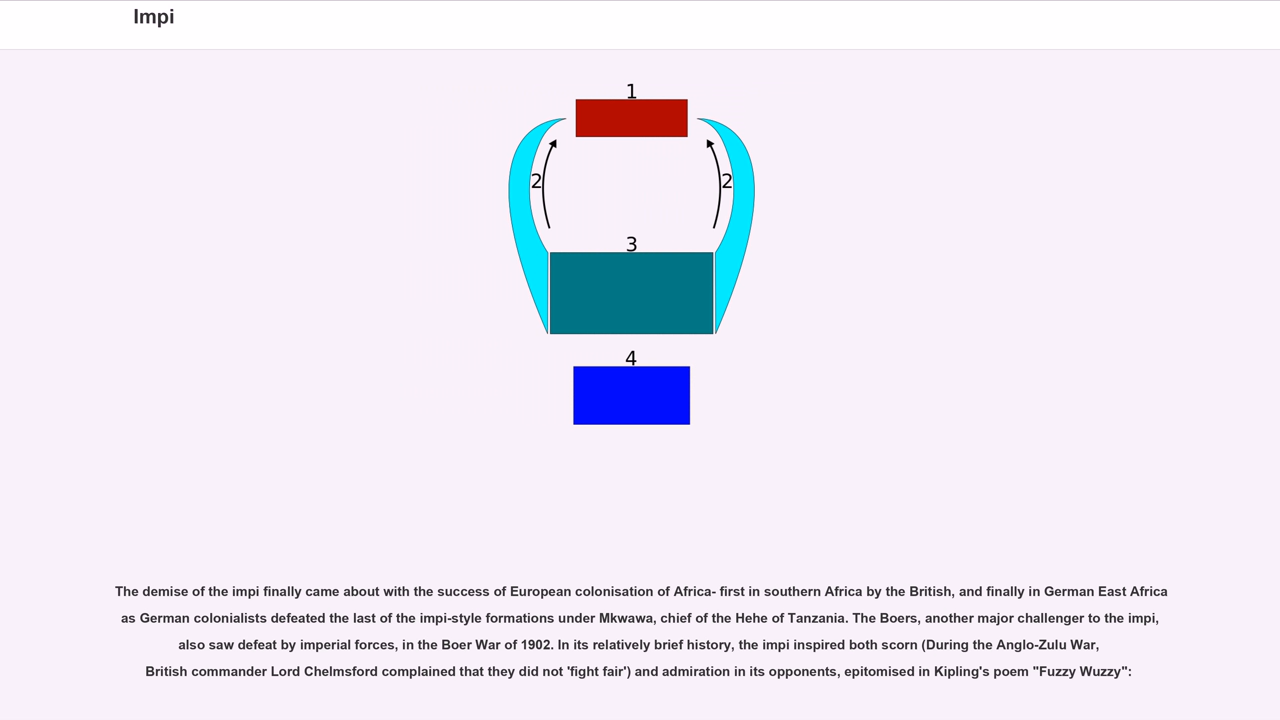 Impi
1
2 2
3
4
The demise of the impi finally came about with the success of European colonisation of Africa- first in southern Africa by the British, and finally in German East Africa
as German colonialists defeated the last of the impi-style formations under Mkwawa, chief of the Hehe of Tanzania. The Boers, another major challenger to the impi,
also saw defeat by imperial forces, in the Boer War of 1902. In its relatively brief history, the impi inspired both scorn (During the Anglo-Zulu War,
British commander Lord Chelmsford complained that they did not 'fight fair') and admiration in its opponents, epitomised in Kipling's poem "Fuzzy Wuzzy":